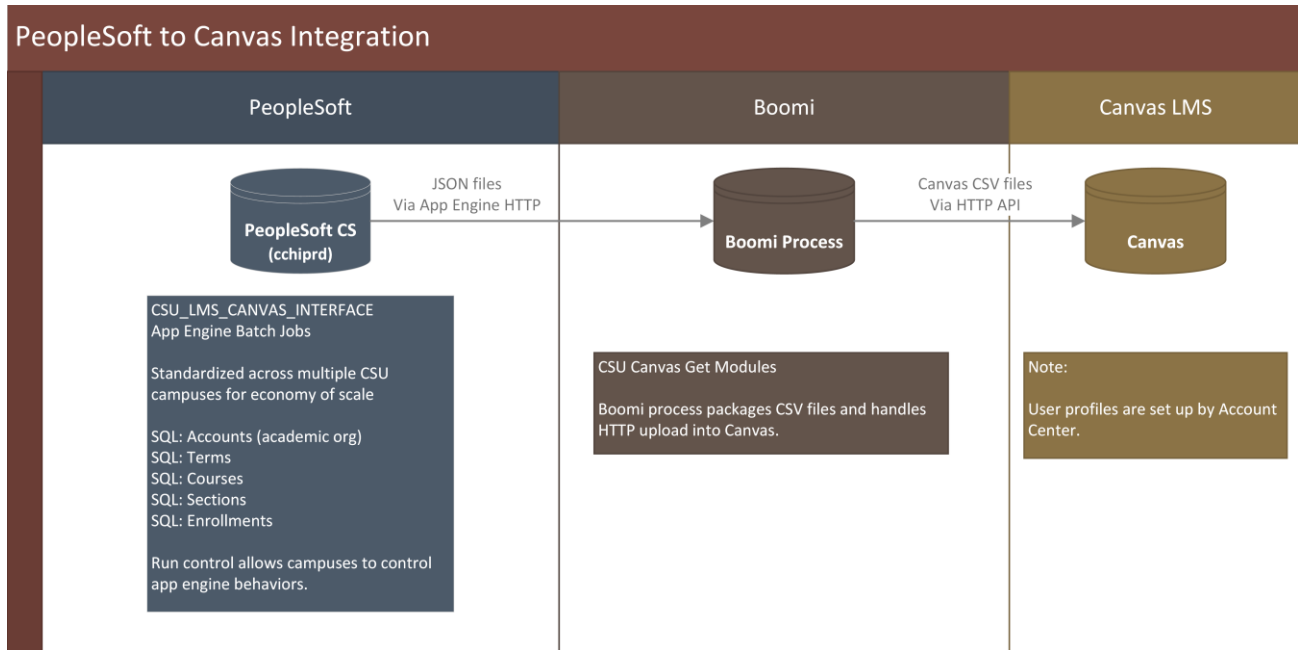 PeopleSoft to Canvas Integration
PeopleSoft
Boomi
Canvas LMS
JSON files
Via App Engine HTTP
Canvas CSV files
Via HTTP API
PeopleSoft CS
(cchiprd)
Boomi Process
Canvas
CSU_LMS_CANVAS_INTERFACE
App Engine Batch Jobs
Standardized across multiple CSU
campuses for economy of scale
SQL: Accounts (academic org)
SQL: Terms
SQL: Courses
SQL: Sections
SQL: Enrollments
Run control allows campuses to control
app engine behaviors.
CSU Canvas Get Modules
Boomi process packages CSV files and handles
HTTP upload into Canvas.
Note:
User profiles are set up by Account
Center.